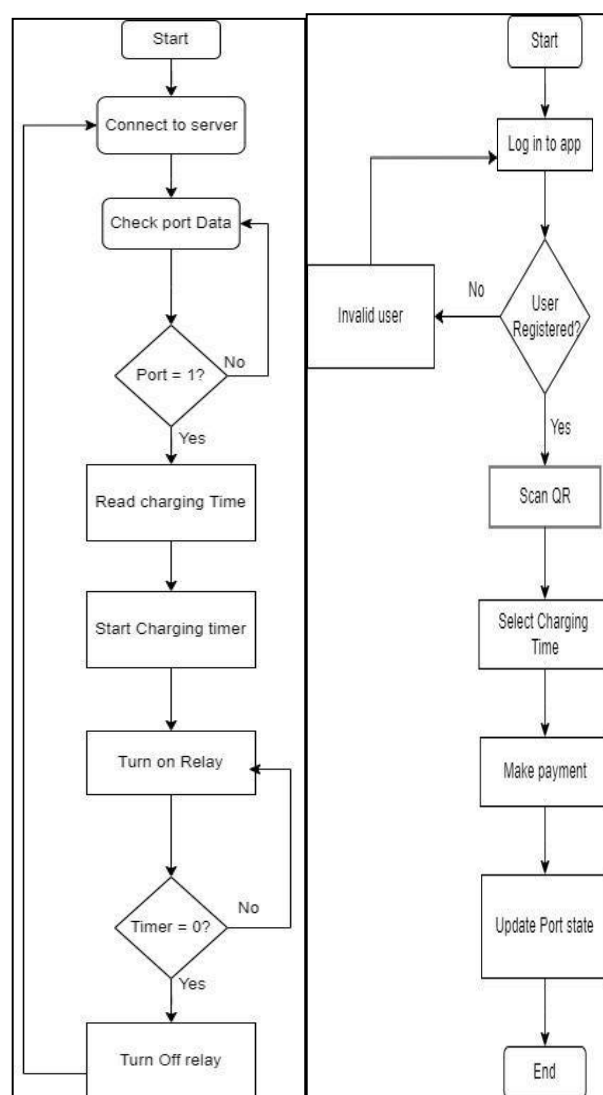 Start
Connect to server
Check port Data
Port = 1?
No
Yes
Read charging Time
Start Charging timer
Turn on Relay
Timer = 0?
No
Yes
Turn Off relay
Start
Log in to app
User
Registered?
No
Invalid user
Yes
Scan QR
Select Charging
Time
Make payment
Update Port state
End